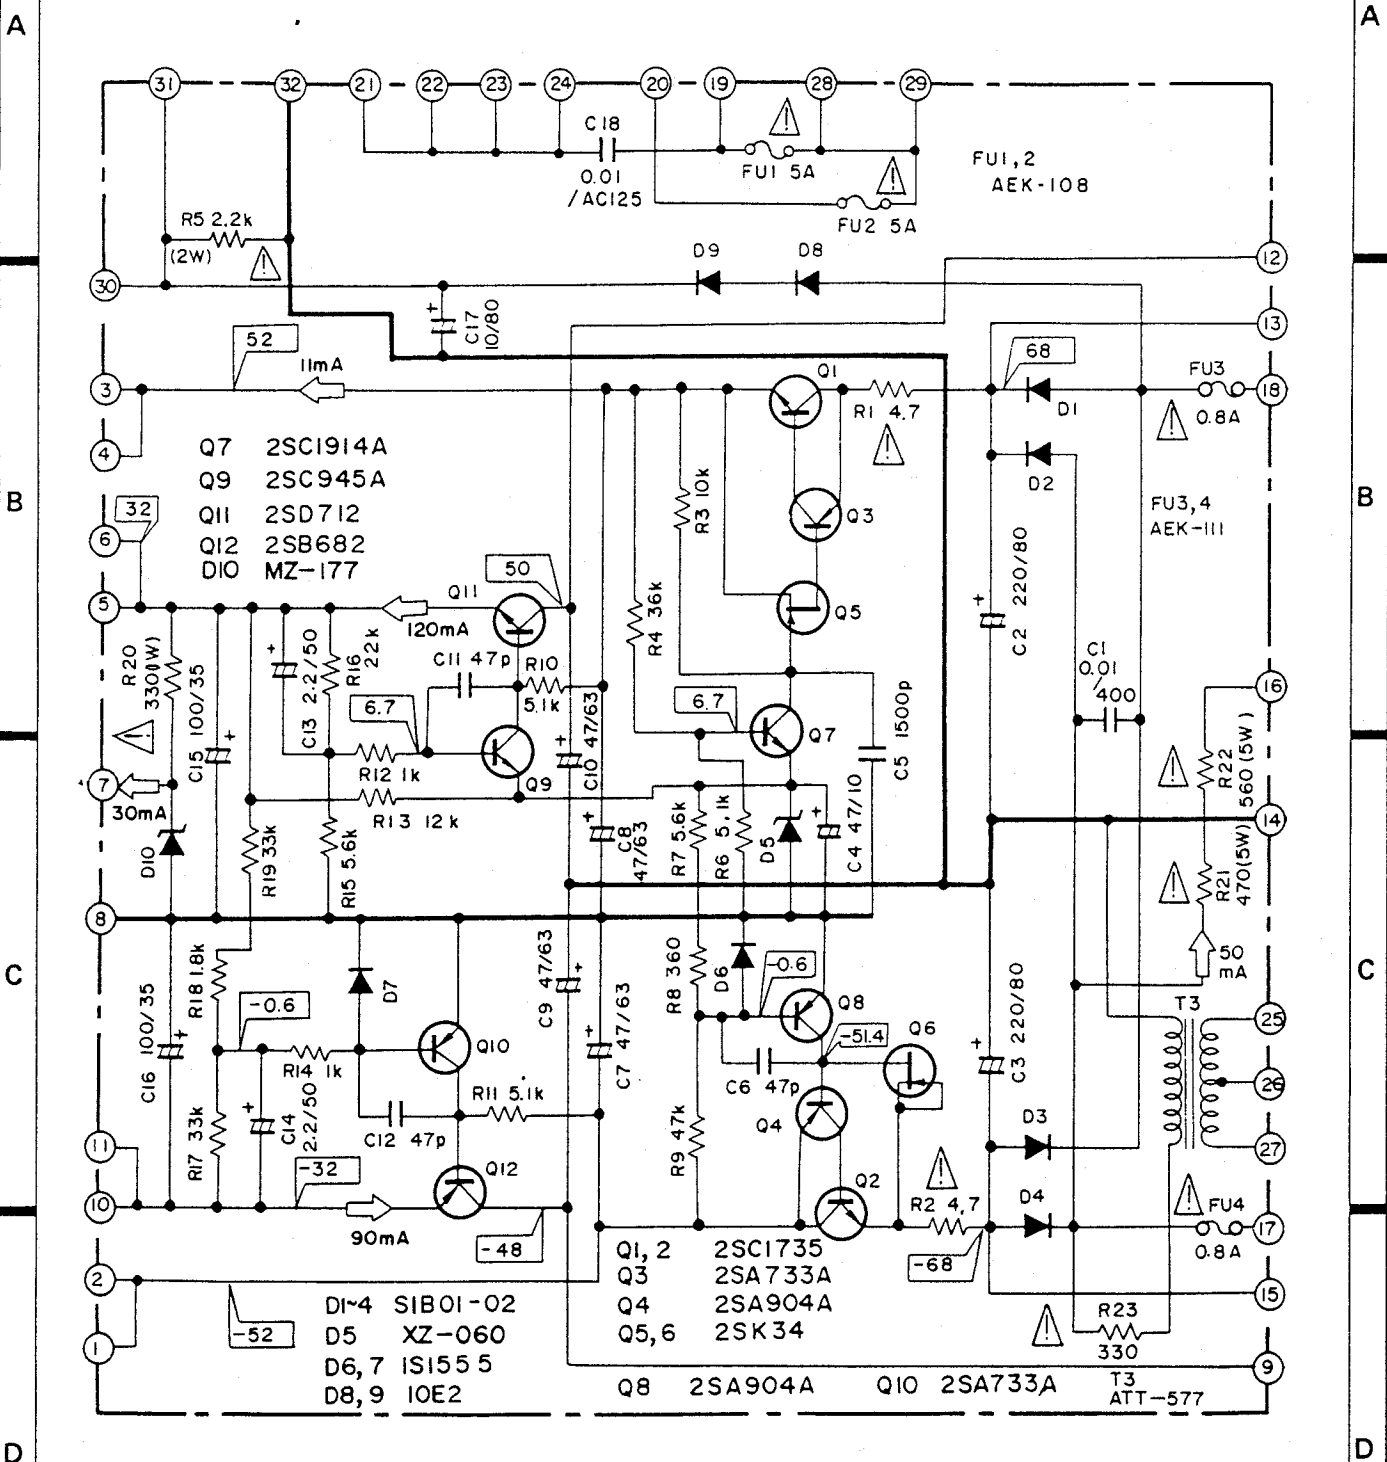 A
A
31
32
21
22
23
24
20
19
28
29
C18
0.01
/AC125
FU1 5A
FU2 5A
FU1,2
AEK-108
R5 2.2k
(2W)
12
30
D9
D8
C17
10/80
13
52
11mA
68
3
Q1
R1 4.7
D1
FU3
0.8A
18
4
Q7 2SC1914A
Q9 2SC945A
Q11 2SD712
Q12 2SB682
D10 MZ-177
B
B
D2
FU3,4
AEK-111
R3 10k
Q3
32
6
50
5
Q11
120mA
R4 36k
Q5
C2 220/80
R20
330(1W)
C15 100/35
C13 2.2/50
R16
22k
C11 47p
R10
5.1k
6.7
6.7
Q7
C5 1500p
C1
0.01
/400
16
R12 1k
Q9
C10 47/63
R22
560 (5W)
7
30mA
R13 12k
C8
47/63
R7 5.6k
R6 5.1k
D5
C4 47/10
14
D10
R19 33k
R15 5.6k
R21
470(5W)
8
C
C
R18 1.8k
D7
C9 47/63
C7 47/63
R8 360
D6
-0.6
Q8
50
mA
-0.6
C16 100/35
Q10
-51.4
Q6
C3 220/80
T3
25
R14 1k
C14
2.2/50
R11 5.1k
C6 47p
26
R17 33k
C12 47p
R9 47k
Q4
D3
11
27
-32
Q12
Q2
D4
FU4
0.8A
10
90mA
R2 4.7
17
-48
-68
Q1, 2 2SC1735
Q3 2SA733A
Q4 2SA904A
Q5,6 2SK34
2
15
D1~4 S1B01-02
D5 XZ-060
D6,7 1S1555
D8,9 10E2
-52
R23
330
1
9
Q8 2SA904A
Q10 2SA733A
T3
ATT-577
D
D